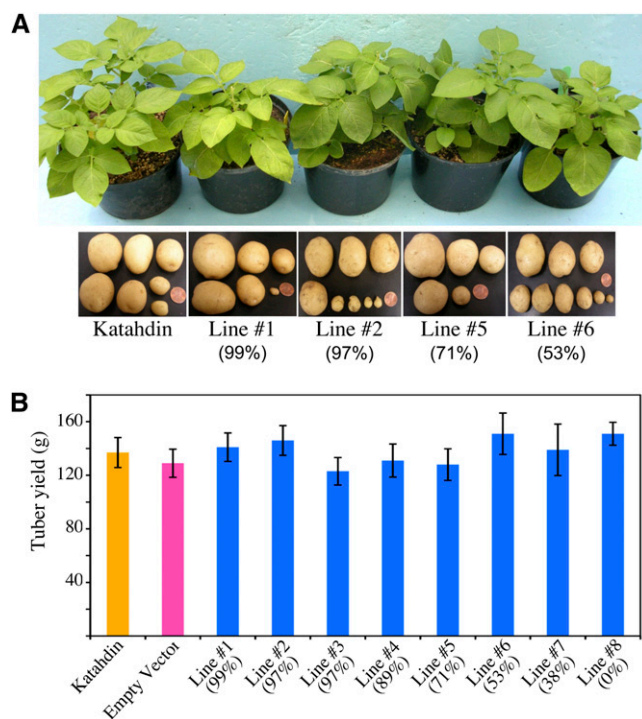 A
Katahdin
Line #1
(99%)
Line #2
(97%)
Line #5
(71%)
Line #6
(53%)
B
Tuber yield (g)
160
120
80
40
Katahdin
Empty Vector
Line #1
(99%)
Line #2
(97%)
Line #3
(97%)
Line #4
(89%)
Line #5
(71%)
Line #6
(53%)
Line #7
(38%)
Line #8
(0%)